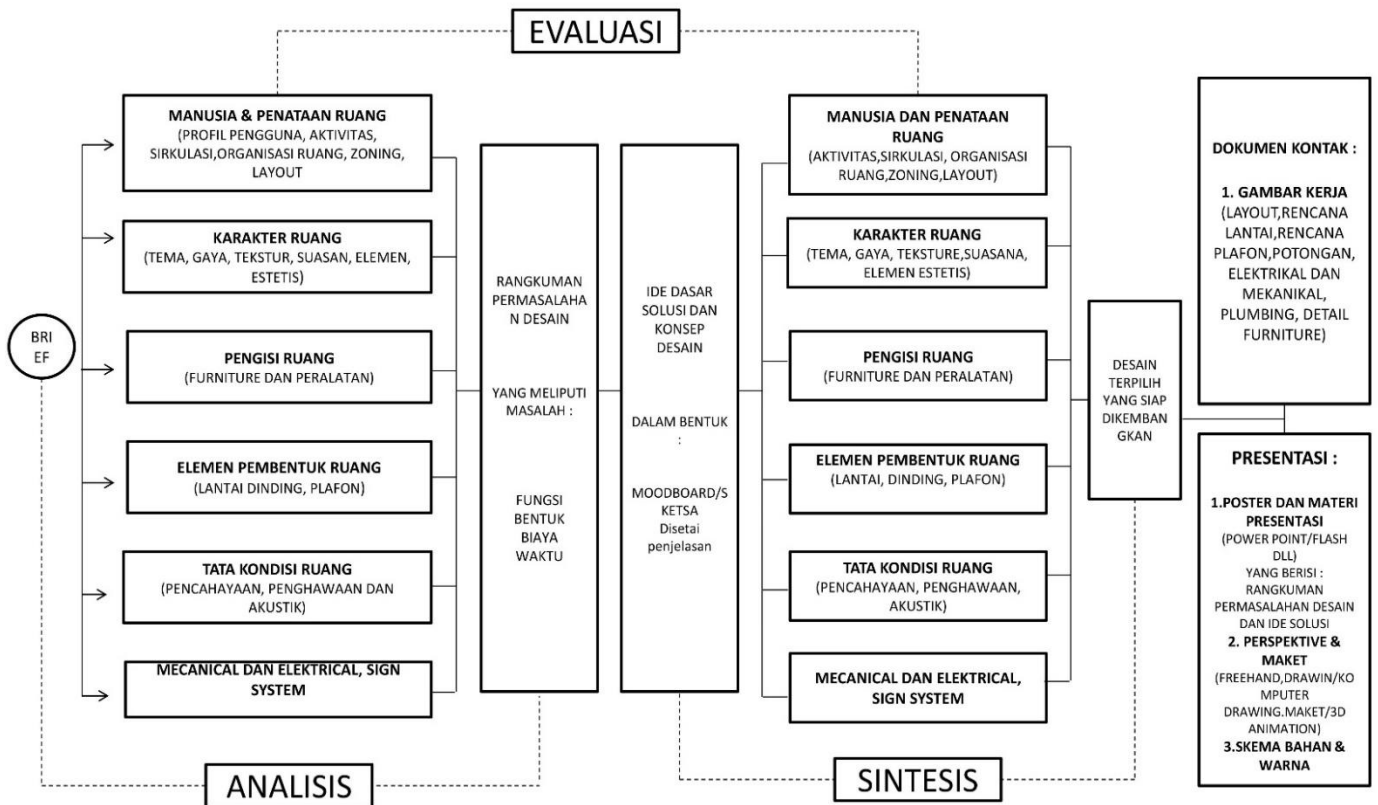 EVALUASI
BRI
EF
MANUSIA & PENATAAN RUANG
(PROFIL PENGGUNA, AKTIVITAS,
SIRKULASI,ORGANISASI RUANG, ZONING,
LAYOUT
KARAKTER RUANG
(TEMA, GAYA, TEKSTUR, SUASAN, ELEMEN,
ESTETIS)
PENGISI RUANG
(FURNITURE DAN PERALATAN)
ELEMEN PEMBENTUK RUANG
(LANTAI DINDING, PLAFON)
TATA KONDISI RUANG
(PENCAHAYAAN, PENGHAWAAN DAN
AKUSTIK)
MECANICAL DAN ELEKTRICAL, SIGN
SYSTEM
RANGKUMAN
PERMASALAHA
N DESAIN
YANG MELIPUTI
MASALAH :
FUNGSI
BENTUK
BIAYA
WAKTU
IDE DASAR
SOLUSI DAN
KONSEP
DESAIN
DALAM BENTUK
:
MOODBOARD/S
KETSA
Disetai
penjelasan
MANUSIA DAN PENATAAN
RUANG
(AKTIVITAS,SIRKULASI, ORGANISASI
RUANG,ZONING,LAYOUT)
KARAKTER RUANG
(TEMA, GAYA, TEKSTURE,SUASANA,
ELEMEN ESTETIS)
PENGISI RUANG
(FURNITURE DAN PERALATAN)
ELEMEN PEMBENTUK RUANG
(LANTAI, DINDING, PLAFON)
TATA KONDISI RUANG
(PENCAHAYAAN, PENGHAWAAN,
AKUSTIK)
MECANICAL DAN ELEKTRICAL,
SIGN SYSTEM
DESAIN
TERPILIH
YANG SIAP
DIKEMBAN
GKAN
DOKUMEN KONTAK :
1. GAMBAR KERJA
(LAYOUT,RENCANA
LANTAI,RENCANA
PLAFON,POTONGAN,
ELEKTRIKAL DAN
MEKANIKAL,
PLUMBING, DETAIL
FURNITURE)
PRESENTASI :
1.POSTER DAN MATERI
PRESENTASI
(POWER POINT/FLASH
DLL)
YANG BERISI :
RANGKUMAN
PERMASALAHAN DESAIN
DAN IDE SOLUSI
2. PERSPEKTIVE &
MAKET
(FREEHAND,DRAWIN/KO
MPUTER
DRAWING.MAKET/3D
ANIMATION)
3.SKEMA BAHAN &
WARNA
ANALISIS
SINTESIS